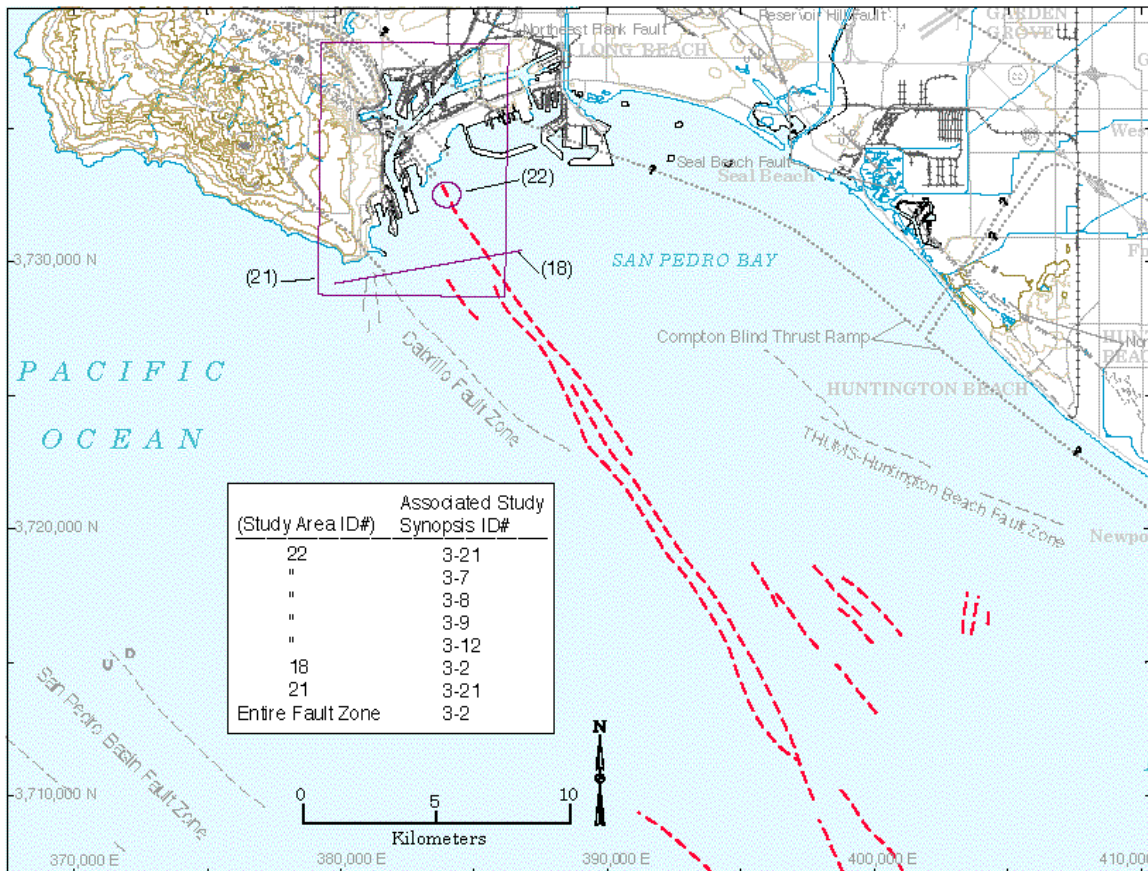 Northeast Flank Fault
Reservoir Hill Fault
GARDEN
GROVE
LONG BEACH
22
Seal Beach Fault
Seal Beach
(22)
3,730,000 N
(21)
(18)
SAN PEDRO BAY
Compton Blind Thrust Ramp
PACIFIC
OCEAN
Cabrillo Fault Zone
HUNTINGTON BEACH
THUMS-Huntington Beach Fault Zone
(Study Area ID#)
Associated Study
Synopsis ID#
22 3-21
" 3-7
" 3-8
" 3-9
" 3-12
18 3-2
21 3-21
Entire Fault Zone 3-2
3,720,000 N
Newpo
U D
San Pedro Basin Fault Zone
N
0 5 10
Kilometers
3,710,000 N
370,000 E 380,000 E 390,000 E 400,000 E 410,00